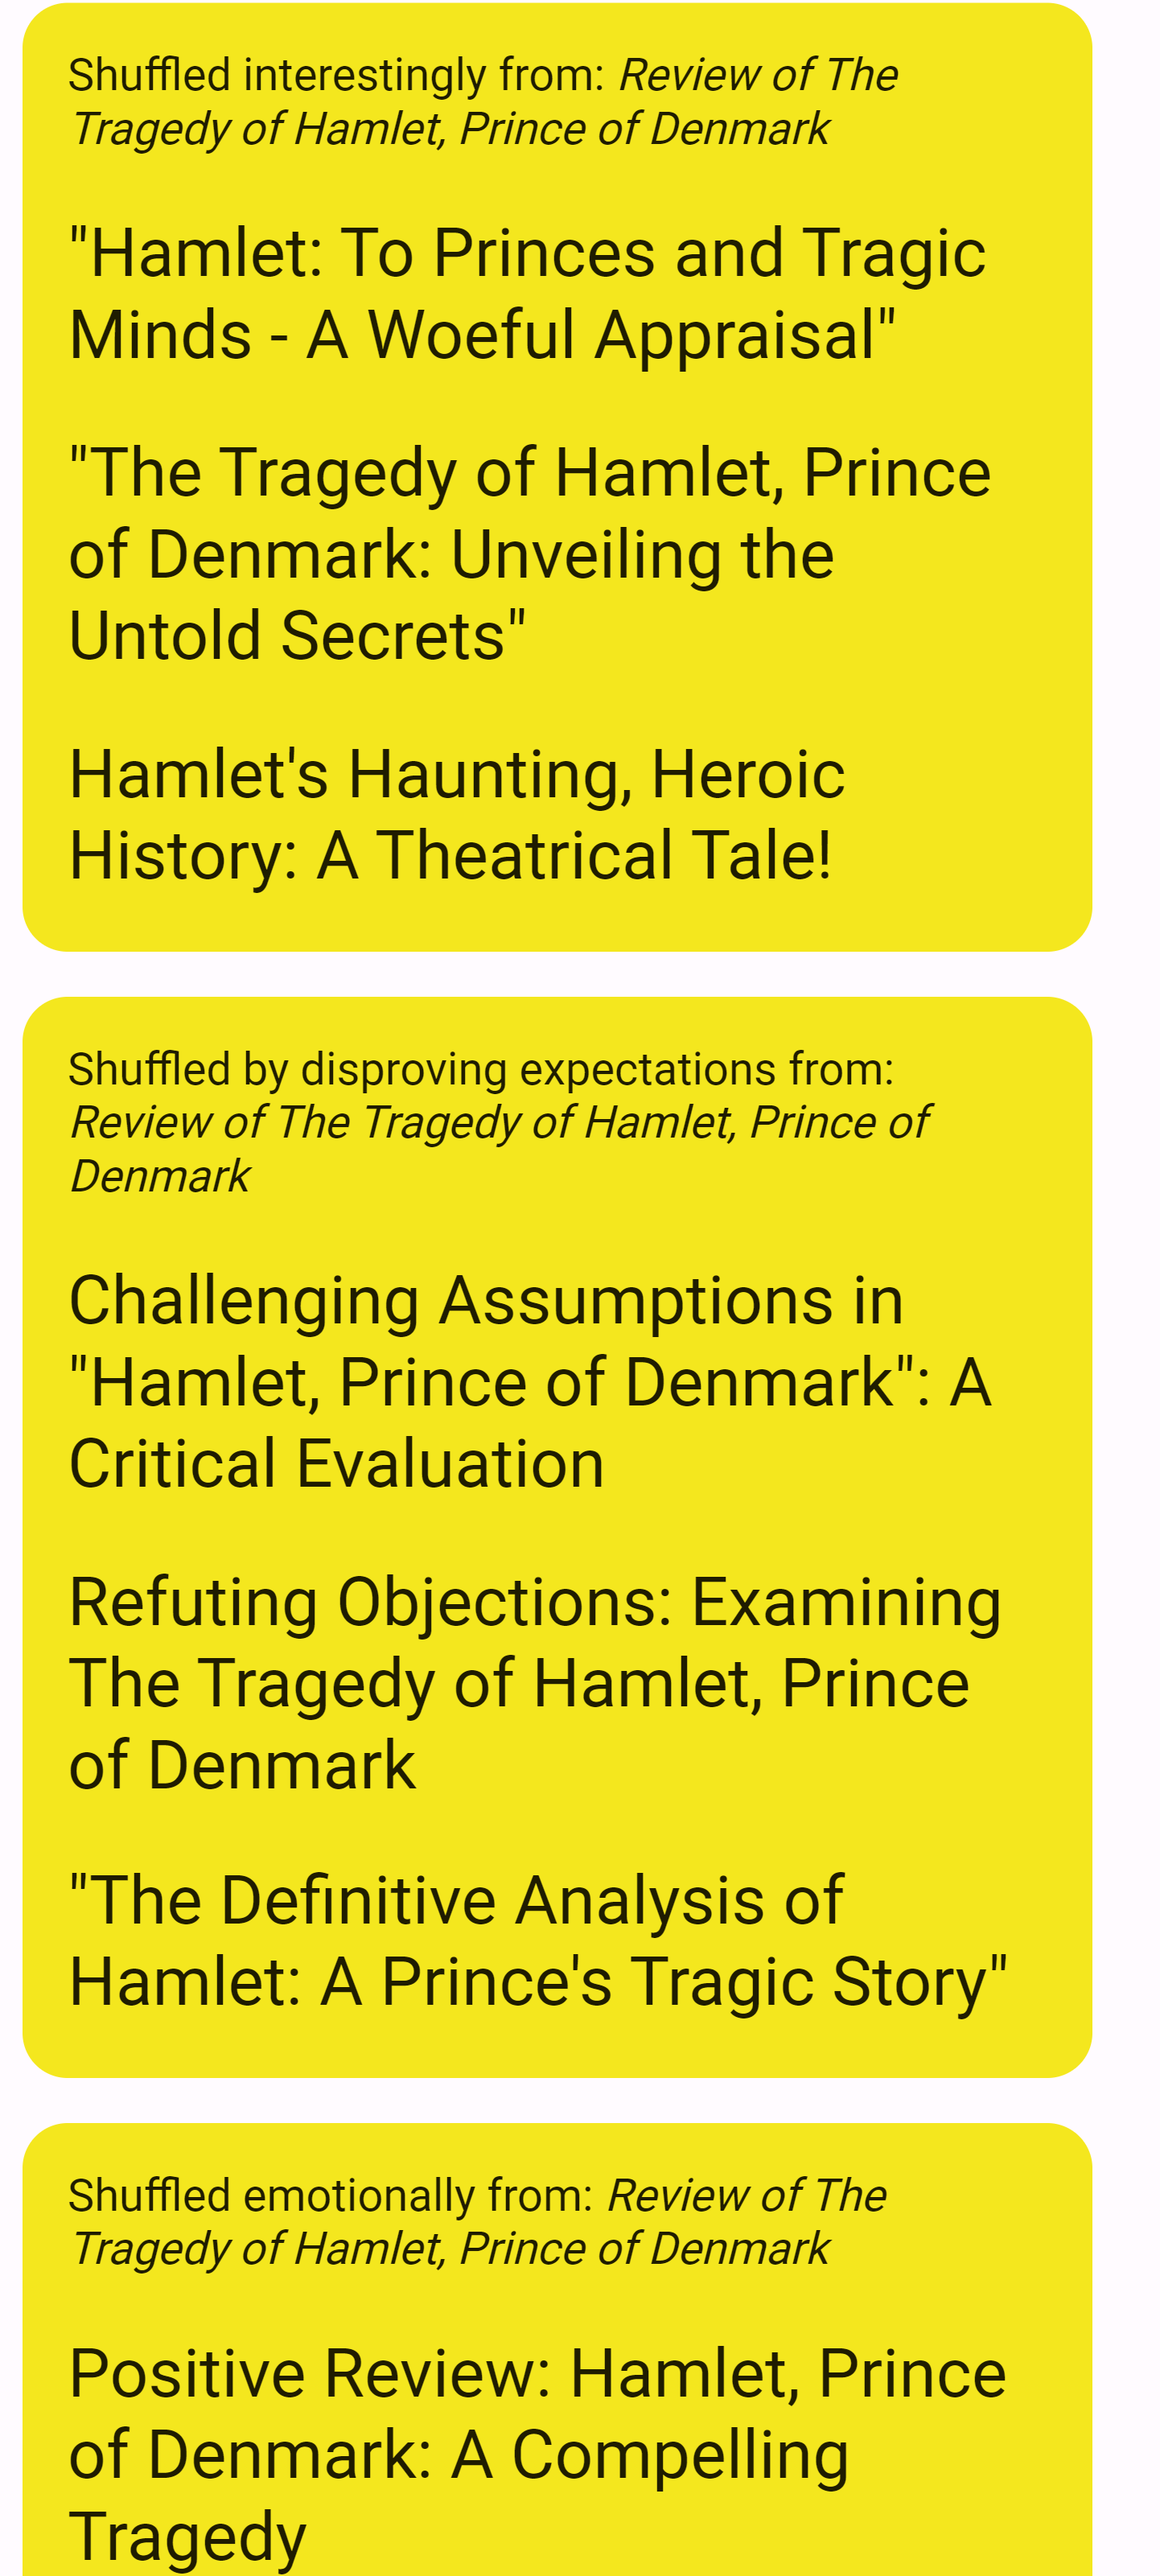 Shuffled interestingly from: Review of The
Tragedy of Hamlet, Prince of Denmark
"Hamlet: To Princes and Tragic
Minds - A Woeful Appraisal"
"The Tragedy of Hamlet, Prince
of Denmark: Unveiling the
Untold Secrets"
Hamlet's Haunting, Heroic
History: A Theatrical Tale!
Shuffled by disproving expectations from:
Review of The Tragedy of Hamlet, Prince of
Denmark
Challenging Assumptions in
"Hamlet, Prince of Denmark": A
Critical Evaluation
Refuting Objections: Examining
The Tragedy of Hamlet, Prince
of Denmark
"The Definitive Analysis of
Hamlet: A Prince's Tragic Story"
Shuffled emotionally from: Review of The
Tragedy of Hamlet, Prince of Denmark
Positive Review: Hamlet, Prince
of Denmark: A Compelling
Tragedy